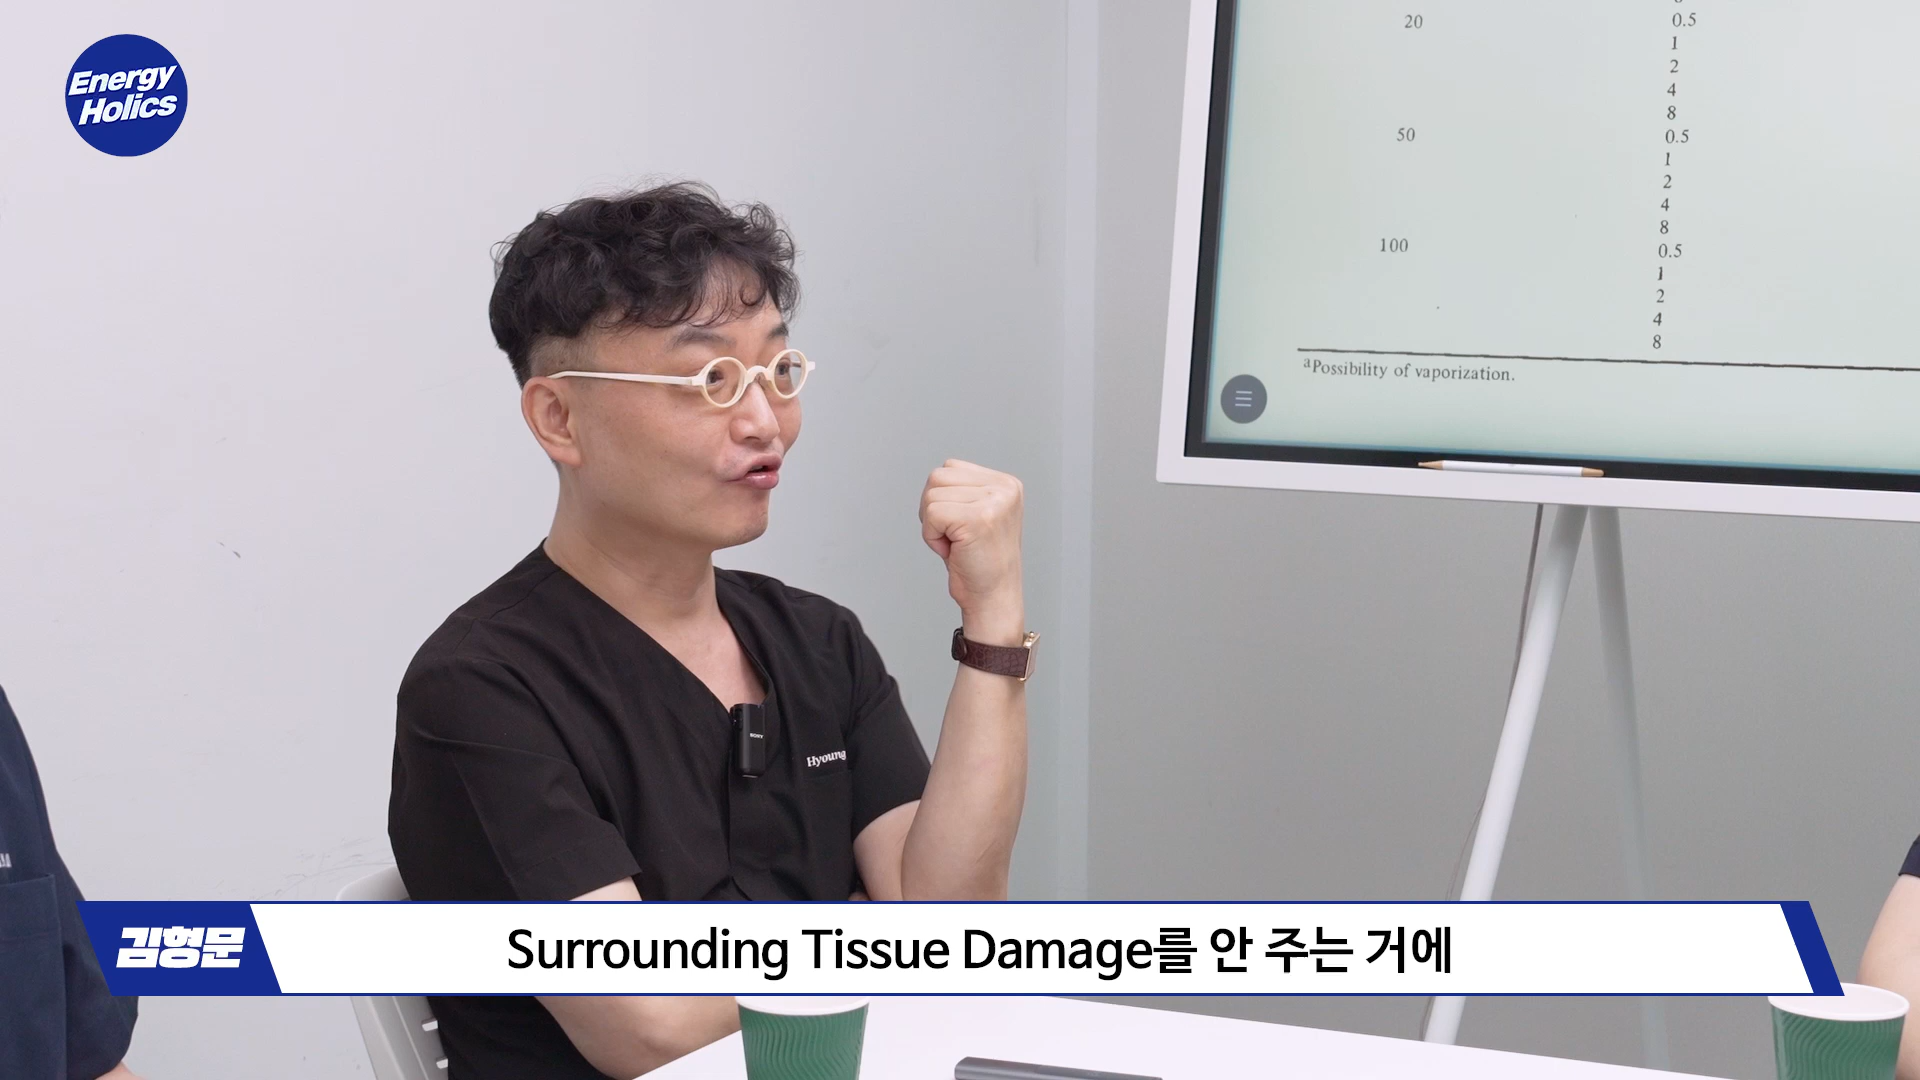 Energy
Holics
20
0.5
1
2
4
8
50
0.5
1
2
4
8
100
0.5
1
2
4
8
aPossibility of vaporization.
SONY
Hyoung
김형문
Surrounding Tissue Damage를 안 주는 거에